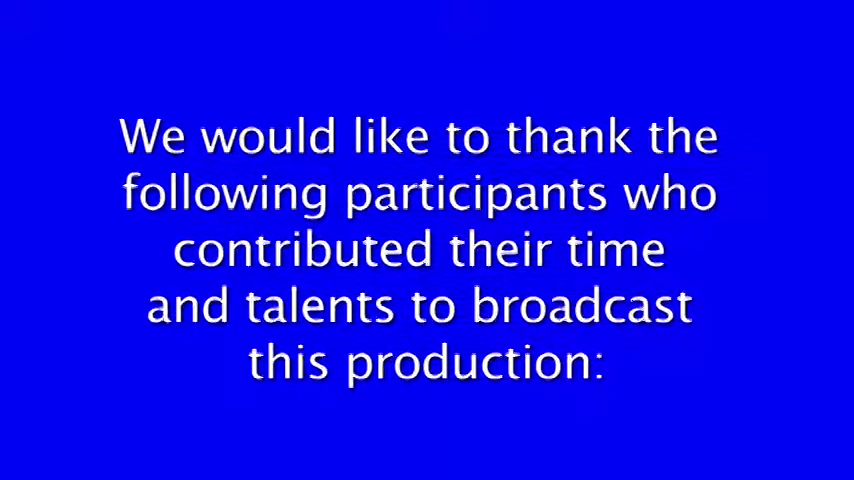 We would like to thank the
following participants who
contributed their time
and talents to broadcast
this production: